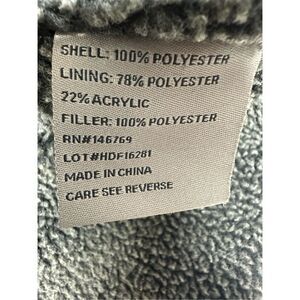 SHELL: 100% POLYESTER
LINING: 78% POLYESTER
22% ACRYLIC
FILLER: 100% POLYESTER
RN#146769
LOT#HDF16281
MADE IN CHINA
CARE SEE REVERSE